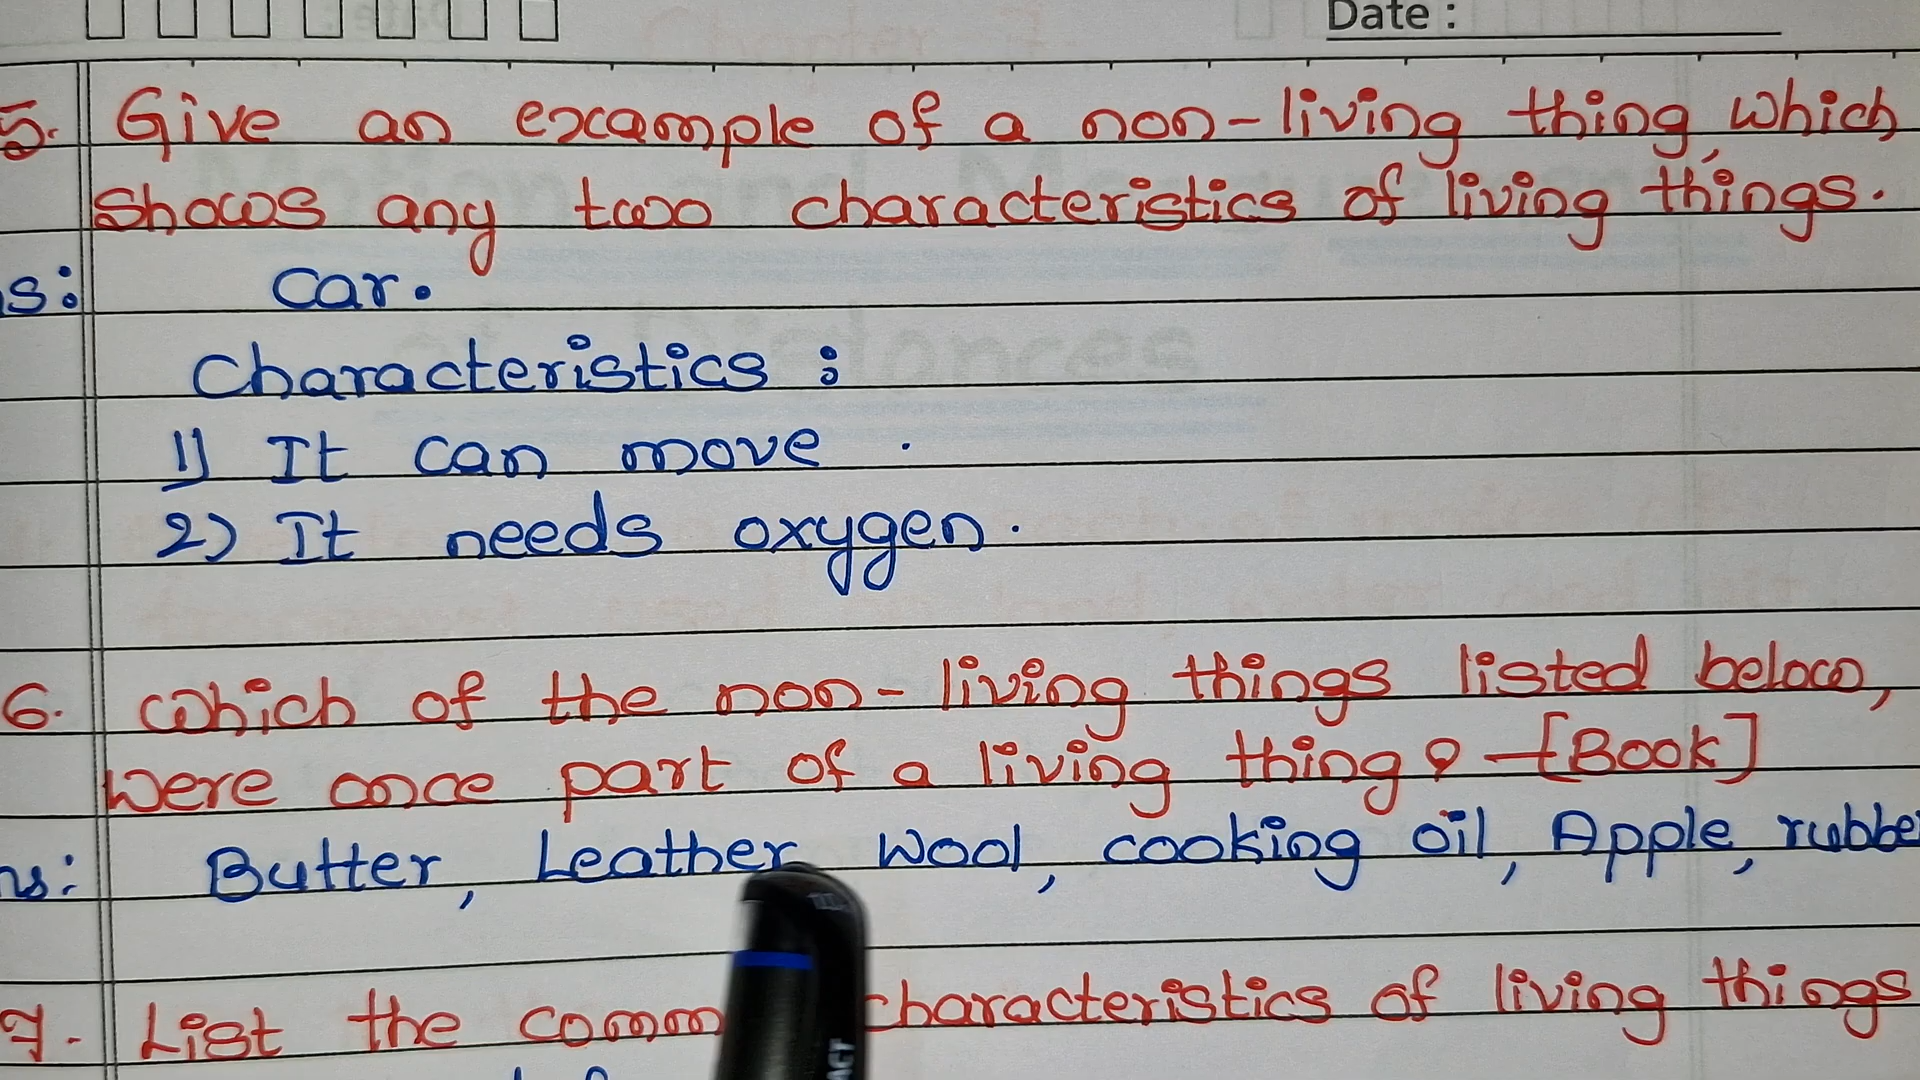 Date :
5. Give an example of a non-living thing, which
shows any two characteristics of living things.
s: Car.
Characteristics :
1) It can move .
2) It needs oxygen.
6. Which of the non-living things listed below,
were once part of a living thing? - [Book]
ns: Butter, Leather, Wool, cooking oil, Apple, rubber
7. List the comm characteristics of living things